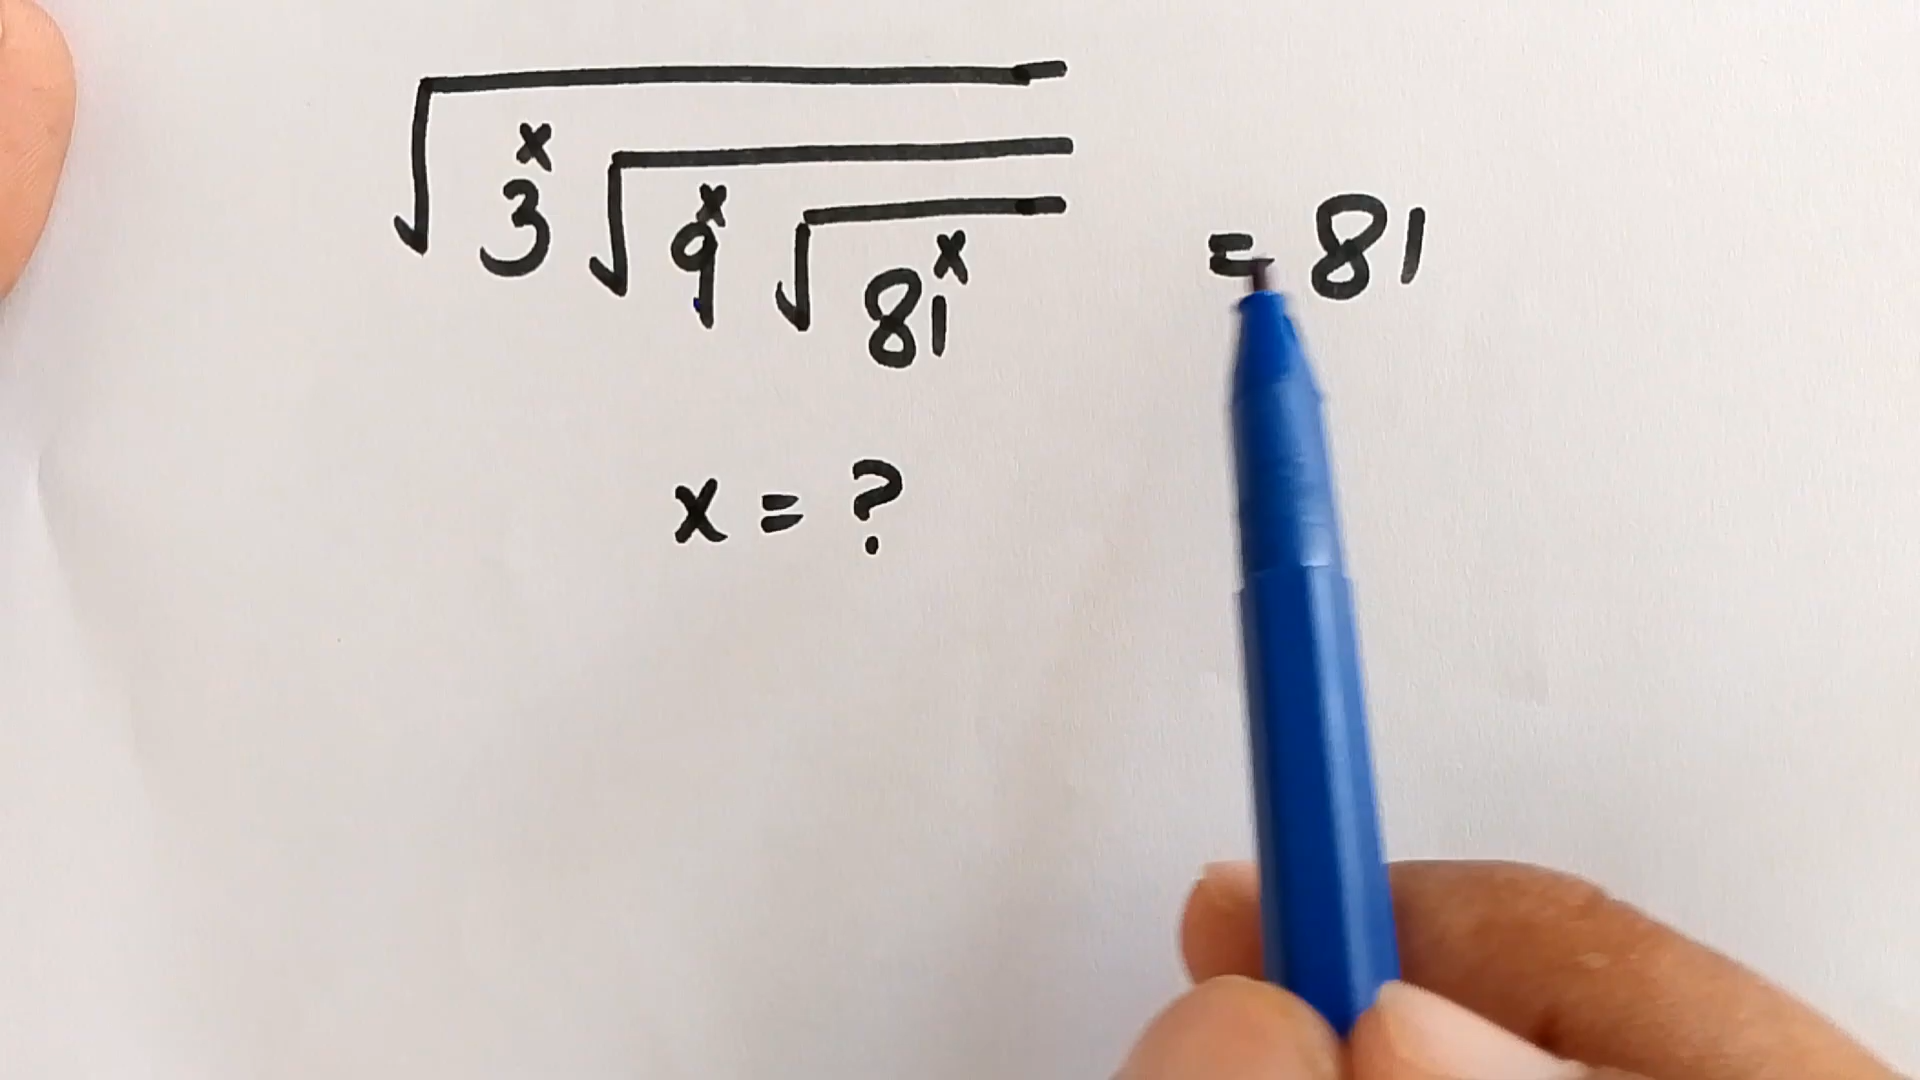 √(3^x √(9^x √(81^x))) = 81
x = ?